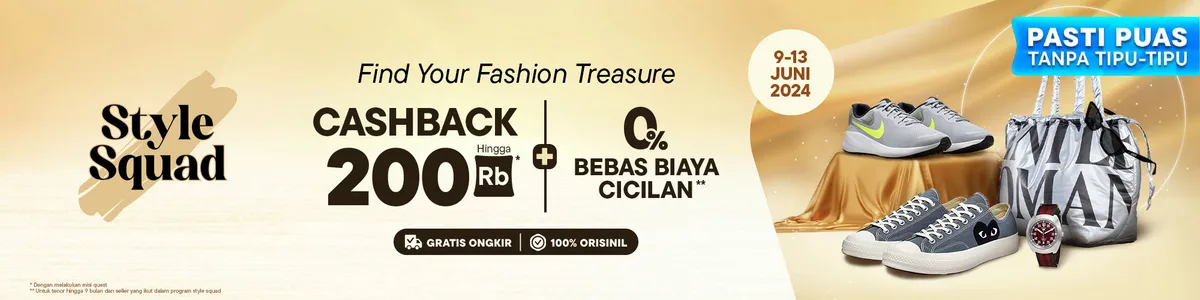 Style
Squad
Find Your Fashion Treasure
CASHBACK
Hingga
200 Rb*
0%
BEBAS BIAYA
CICILAN**
GRATIS ONGKIR
100% ORISINIL
* Dengan melakukan misi quest
** Untuk tenor hingga 9 bulan dan seller yang ikut dalam program style squad
9-13
JUNI
2024
PASTI PUAS
TANPA TIPU-TIPU
OMAN